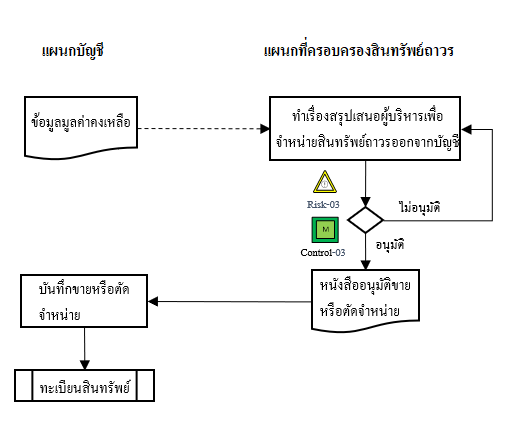 แผนกบัญชี
แผนกที่ครอบครองสินทรัพย์ถาวร
ข้อมูลมูลค่าคงเหลือ
ทำเรื่องสรุปเสนอผู้บริหารเพื่อ
จำหน่ายสินทรัพย์ถาวรออกจากบัญชี
Risk-03
ไม่อนุมัติ
M
Control-03
อนุมัติ
หนังสืออนุมัติขาย
หรือตัดจำหน่าย
บันทึกขายหรือตัด
จำหน่าย
ทะเบียนสินทรัพย์